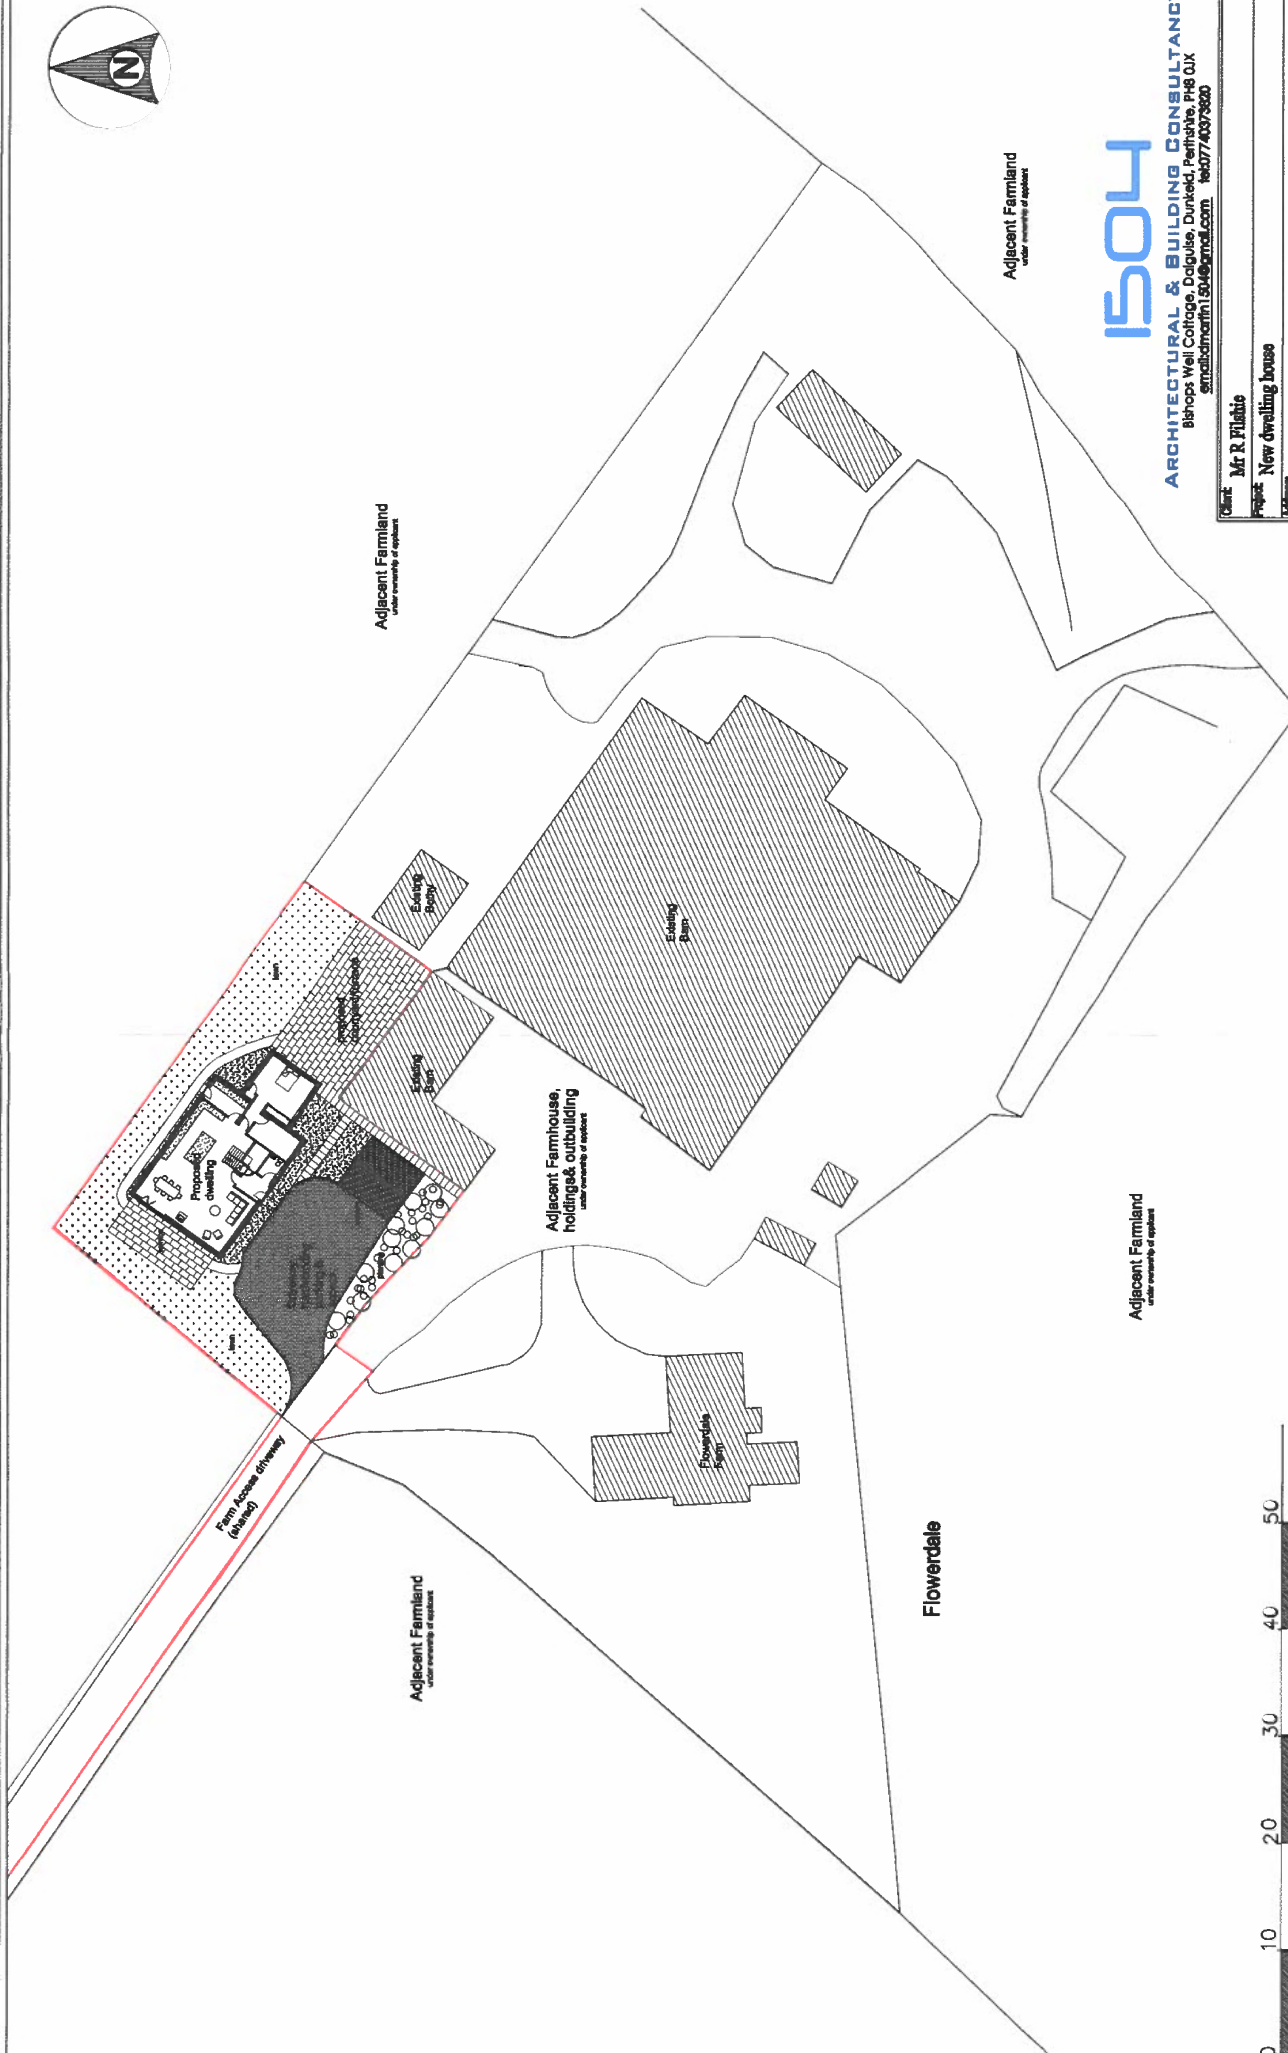 N
Adjacent Farmland
under ownership of applicant
Farm Access driveway
(shared)
lawn
Proposed
dwelling
lawn
proposed
Existing
Bothy
Existing
Barn
Existing
Barn
Adjacent Farmhouse,
holdings& outbuilding
under ownership of applicant
Flowerdale
Farm
Adjacent Farmland
under ownership of applicant
Flowerdale
Adjacent Farmland
under ownership of applicant
Adjacent Farmland
under ownership of applicant
1504
ARCHITECTURAL & BUILDING CONSULTANC
Bishops Well Cottage, Dalguise, Dunkeld, Perthshire, PH8 0JX
email:dmartin1504@gmail.com tel:07740373820
Client: Mr R Filshie
Project: New dwelling house
10 20 30 40 50